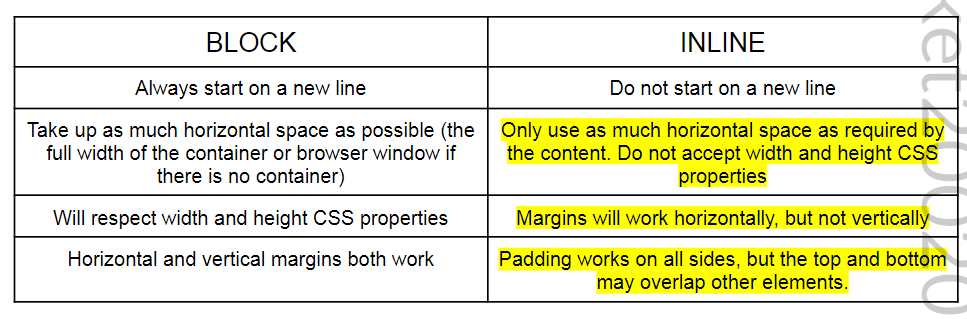 BLOCK
INLINE
Always start on a new line
Do not start on a new line
Take up as much horizontal space as possible (the
full width of the container or browser window if
there is no container)
Only use as much horizontal space as required by
the content. Do not accept width and height CSS
properties
Will respect width and height CSS properties
Margins will work horizontally, but not vertically
Horizontal and vertical margins both work
Padding works on all sides, but the top and bottom
may overlap other elements.